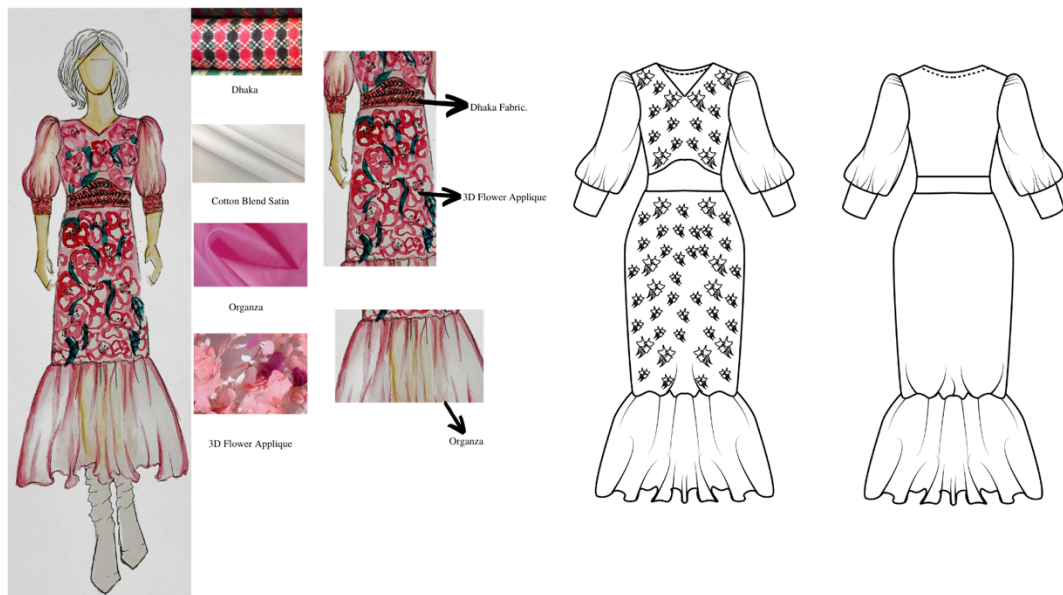 Dhaka
Cotton Blend Satin
Organza
3D Flower Applique
Dhaka Fabric.
3D Flower Applique
Organza